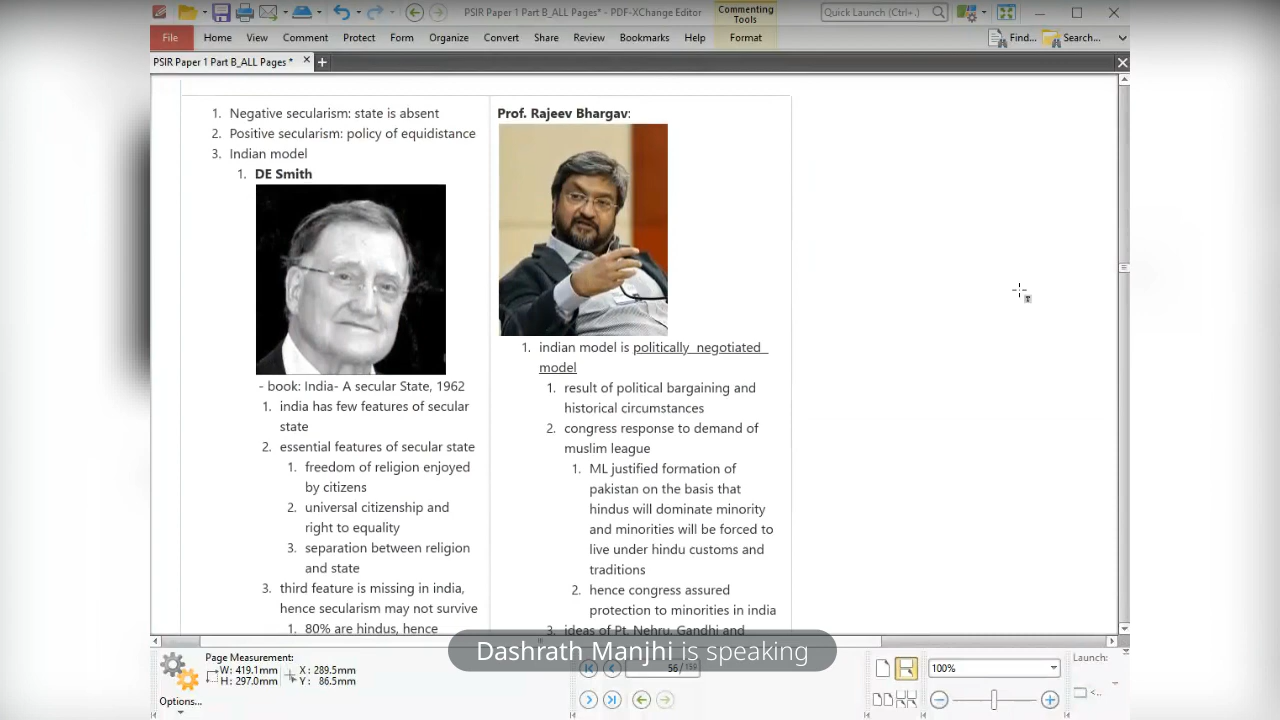 PSIR Paper 1 Part B_ALL Pages* - PDF-XChange Editor
Commenting
Tools
Quick Launch (Ctrl+.)
File
Home
View
Comment
Protect
Form
Organize
Convert
Share
Review
Bookmarks
Help
Format
Find...
Search...
PSIR Paper 1 Part B_ALL Pages *
1. Negative secularism: state is absent
2. Positive secularism: policy of equidistance
3. Indian model
1. DE Smith
- book: India- A secular State, 1962
1. india has few features of secular
state
2. essential features of secular state
1. freedom of religion enjoyed
by citizens
2. universal citizenship and
right to equality
3. separation between religion
and state
3. third feature is missing in india,
hence secularism may not survive
1. 80% are hindus, hence
Prof. Rajeev Bhargav:
1. indian model is politically negotiated
model
1. result of political bargaining and
historical circumstances
2. congress response to demand of
muslim league
1. ML justified formation of
pakistan on the basis that
hindus will dominate minority
and minorities will be forced to
live under hindu customs and
traditions
2. hence congress assured
protection to minorities in india
3. ideas of Pt. Nehru, Gandhi and
Dashrath Manjhi is speaking
Options...
Page Measurement:
W: 419.1mm
H: 297.0mm
X: 289.5mm
Y: 86.5mm
56 / 159
100%
Launch: